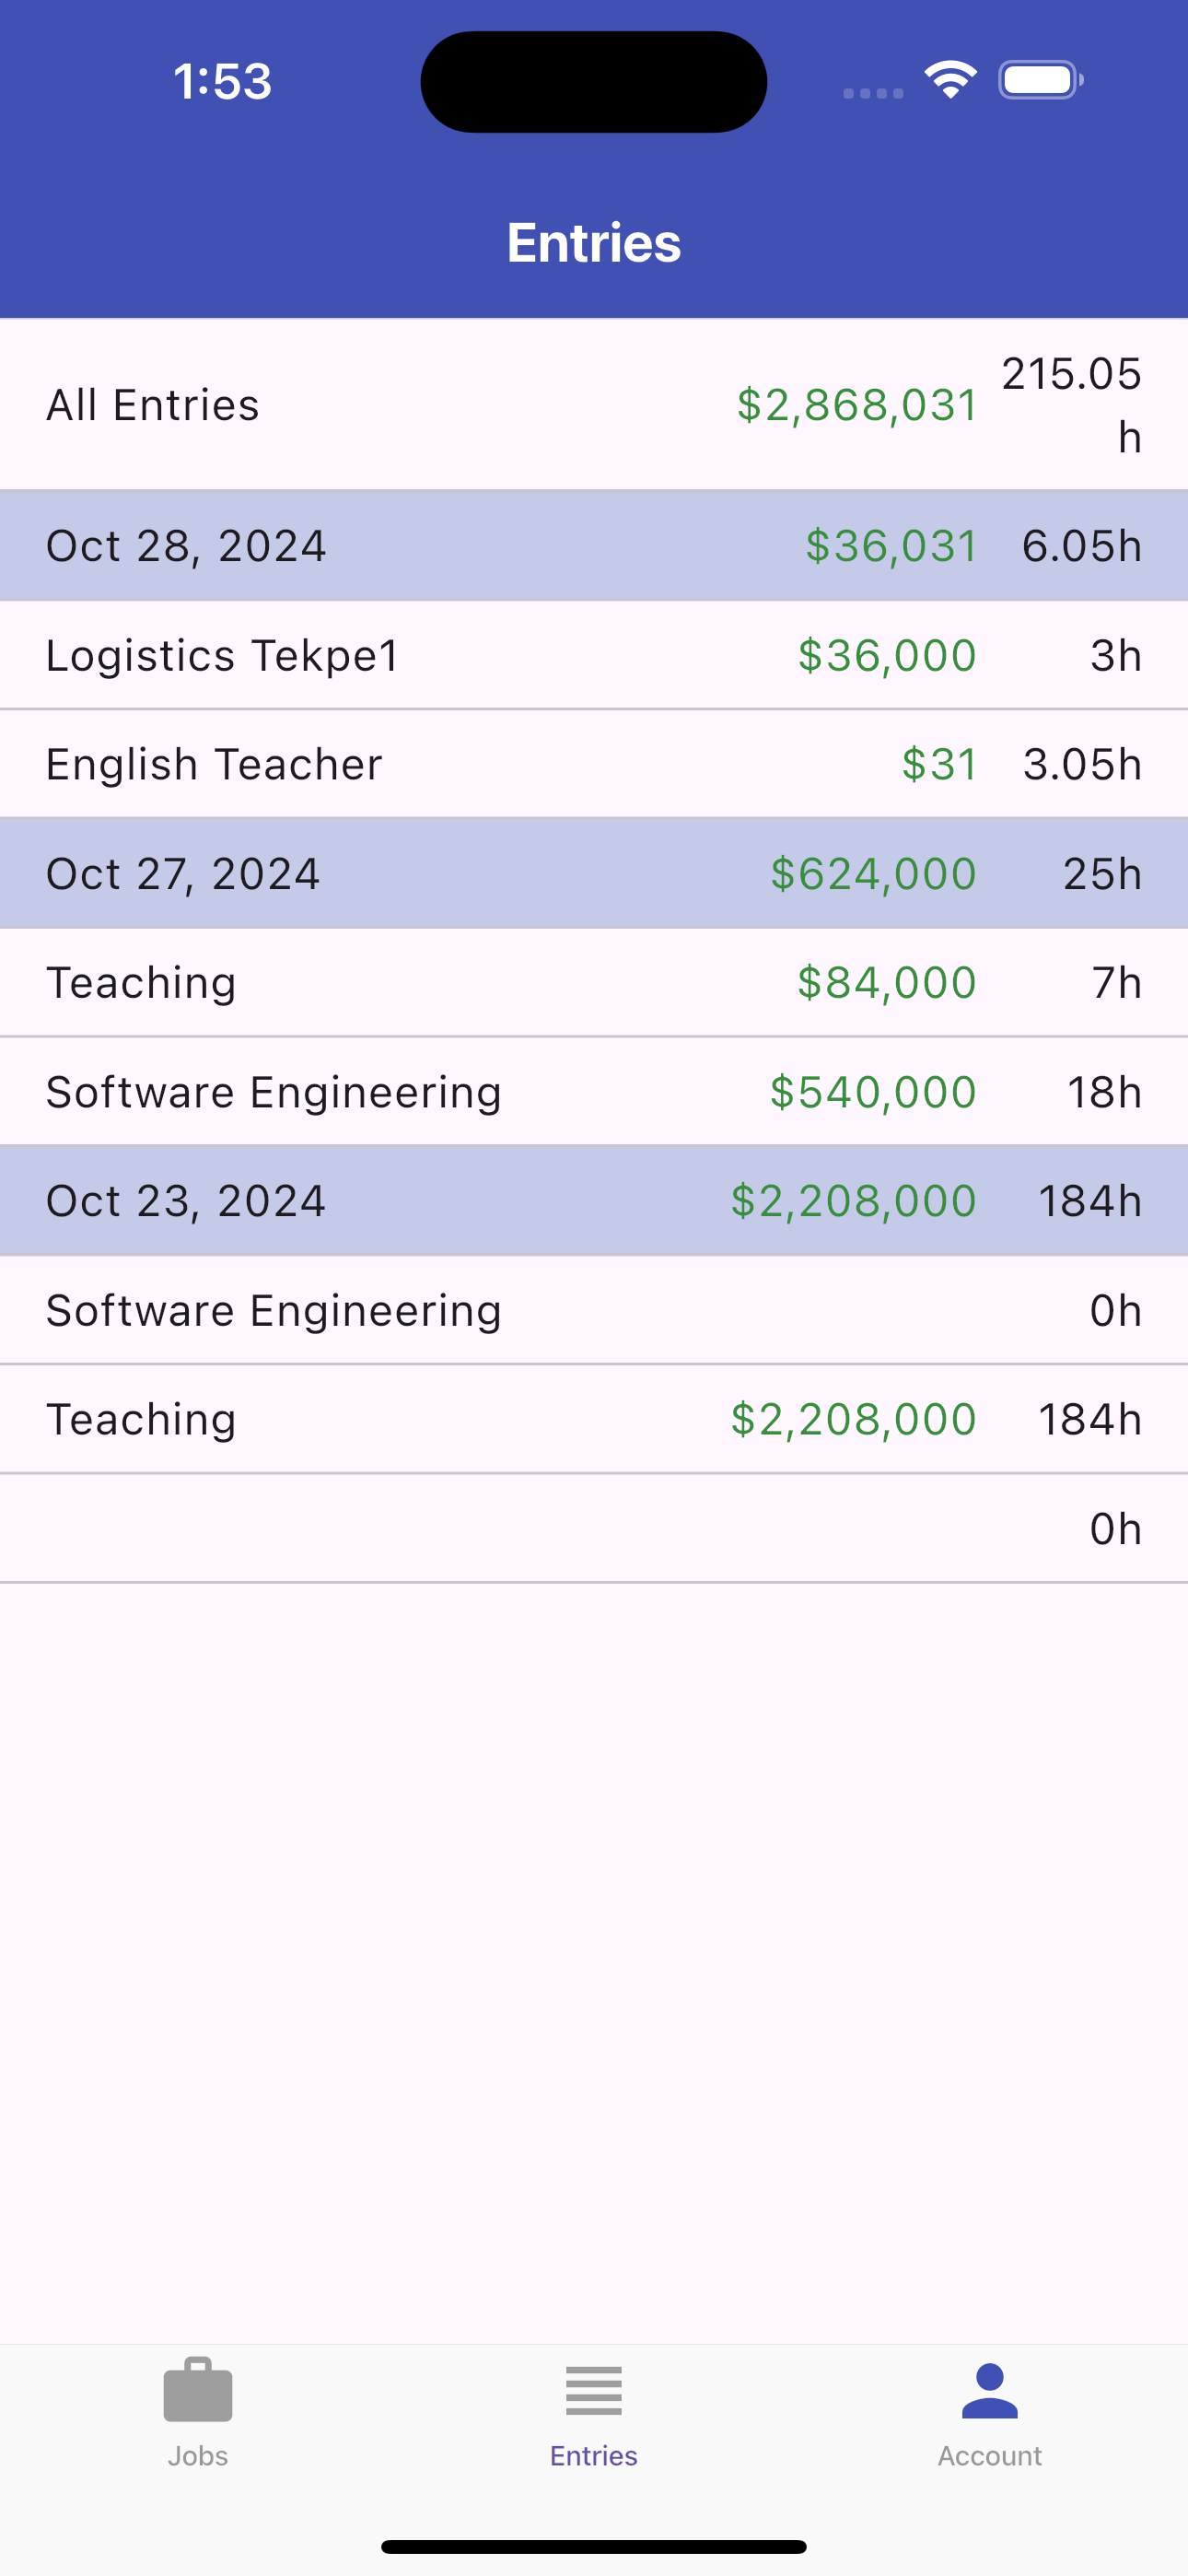 1:53
Entries
All Entries $2,868,031 215.05
h
Oct 28, 2024 $36,031 6.05h
Logistics Tekpe1 $36,000 3h
English Teacher $31 3.05h
Oct 27, 2024 $624,000 25h
Teaching $84,000 7h
Software Engineering $540,000 18h
Oct 23, 2024 $2,208,000 184h
Software Engineering 0h
Teaching $2,208,000 184h
0h
Jobs Entries Account